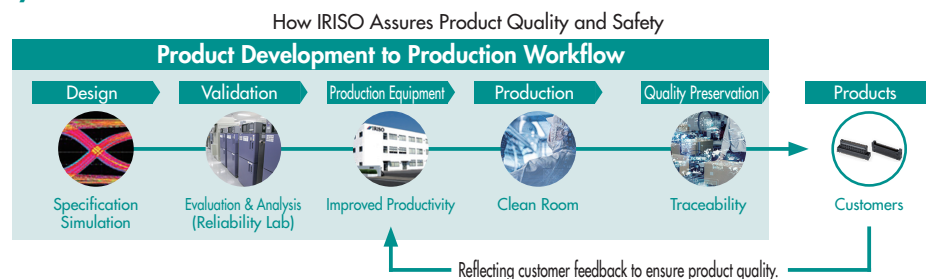 How IRISO Assures Product Quality and Safety
Product Development to Production Workflow
Design
Validation
Production Equipment
Production
Quality Preservation
Products
IRISO
Specification
Simulation
Evaluation & Analysis
(Reliability Lab)
Improved Productivity
Clean Room
Traceability
Customers
Reflecting customer feedback to ensure product quality.